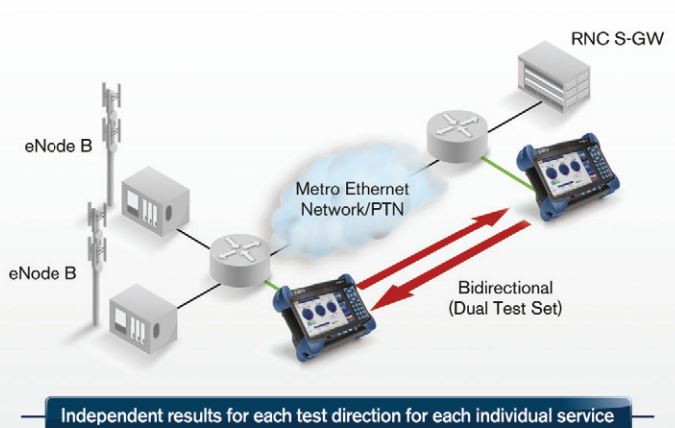 RNC S-GW
eNode B
Metro Ethernet
Network/PTN
eNode B
Bidirectional
(Dual Test Set)
Independent results for each test direction for each individual service